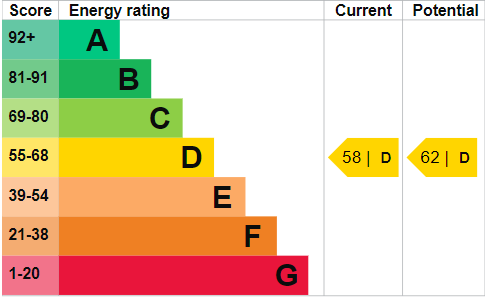 Score Energy rating Current Potential
92+ A
81-91 B
69-80 C
55-68 D 58 | D 62 | D
39-54 E
21-38 F
1-20 G